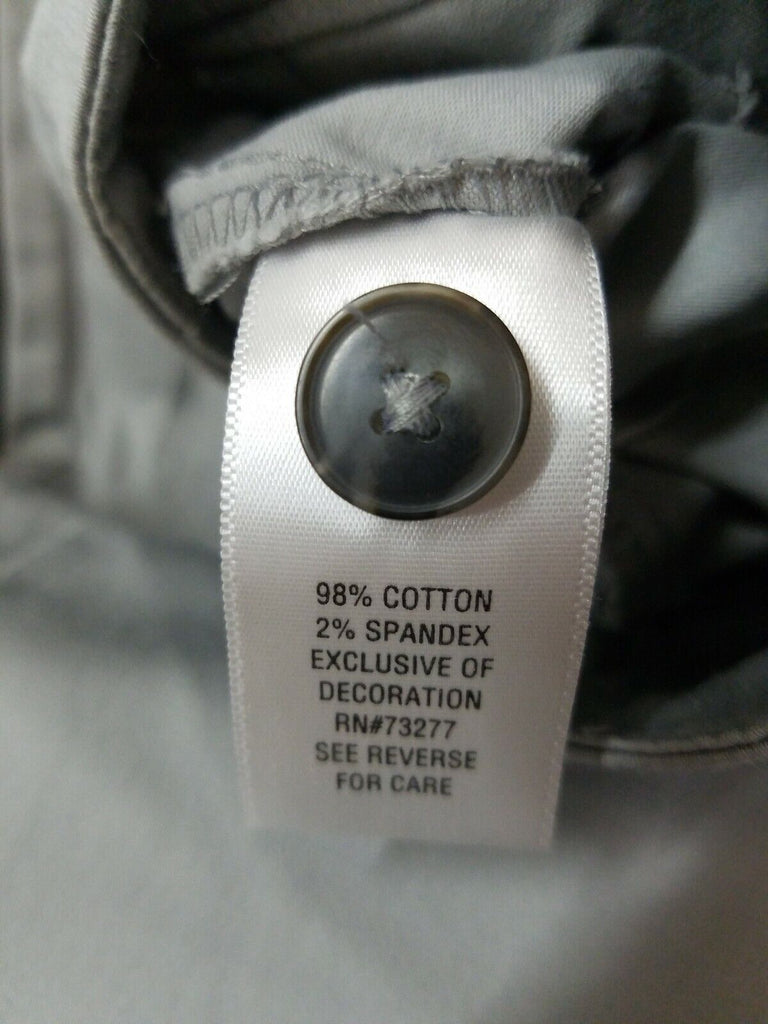 98% COTTON
2% SPANDEX
EXCLUSIVE OF
DECORATION
RN#73277
SEE REVERSE
FOR CARE